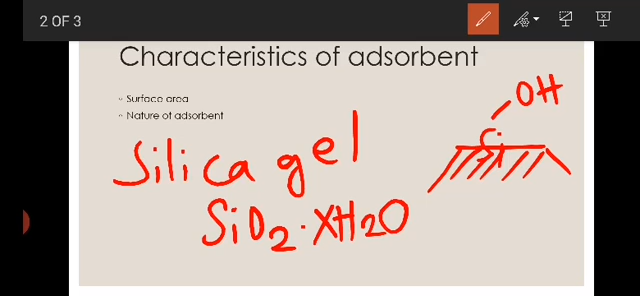 2 OF 3
Characteristics of adsorbent
Surface area
Nature of adsorbent
OH
Si
Silica gel
SiO2·XH2O